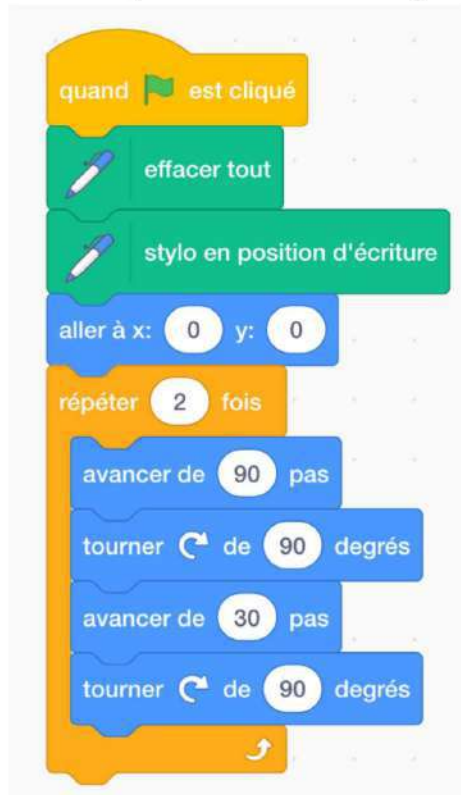 quand est cliqué
effacer tout
stylo en position d'écriture
aller à x: 0 y: 0
répéter 2 fois
avancer de 90 pas
tourner de 90 degrés
avancer de 30 pas
tourner de 90 degrés